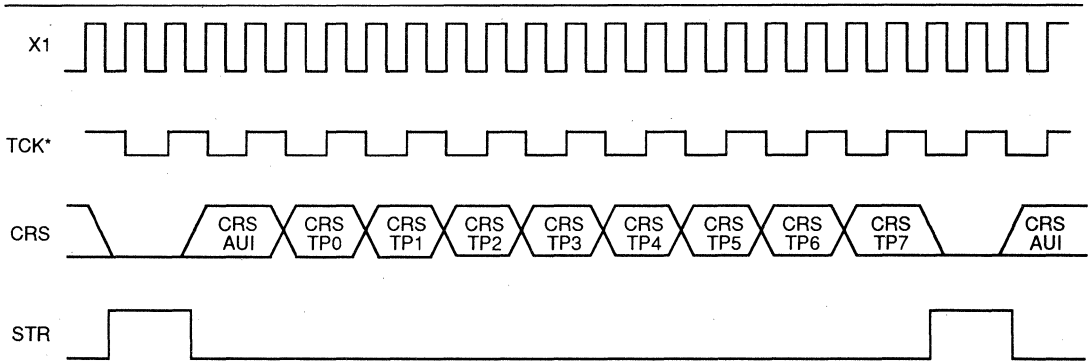 X1
TCK*
CRS
CRS AUI
CRS TP0
CRS TP1
CRS TP2
CRS TP3
CRS TP4
CRS TP5
CRS TP6
CRS TP7
CRS AUI
STR